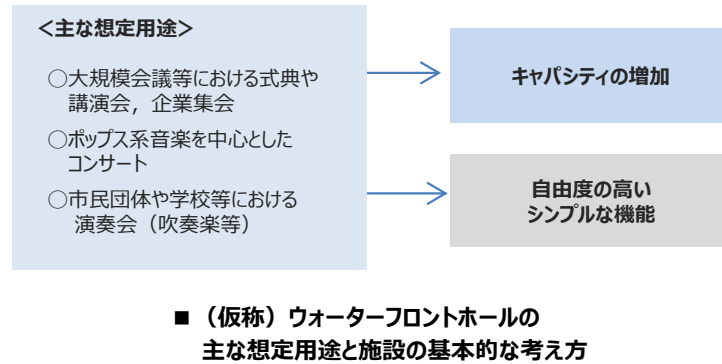 ＜主な想定用途＞
○大規模会議等における式典や
講演会，企業集会
○ポップス系音楽を中心とした
コンサート
○市民団体や学校等における
演奏会（吹奏楽等）
キャパシティの増加
自由度の高い
シンプルな機能
■（仮称）ウォーターフロントホールの
主な想定用途と施設の基本的な考え方